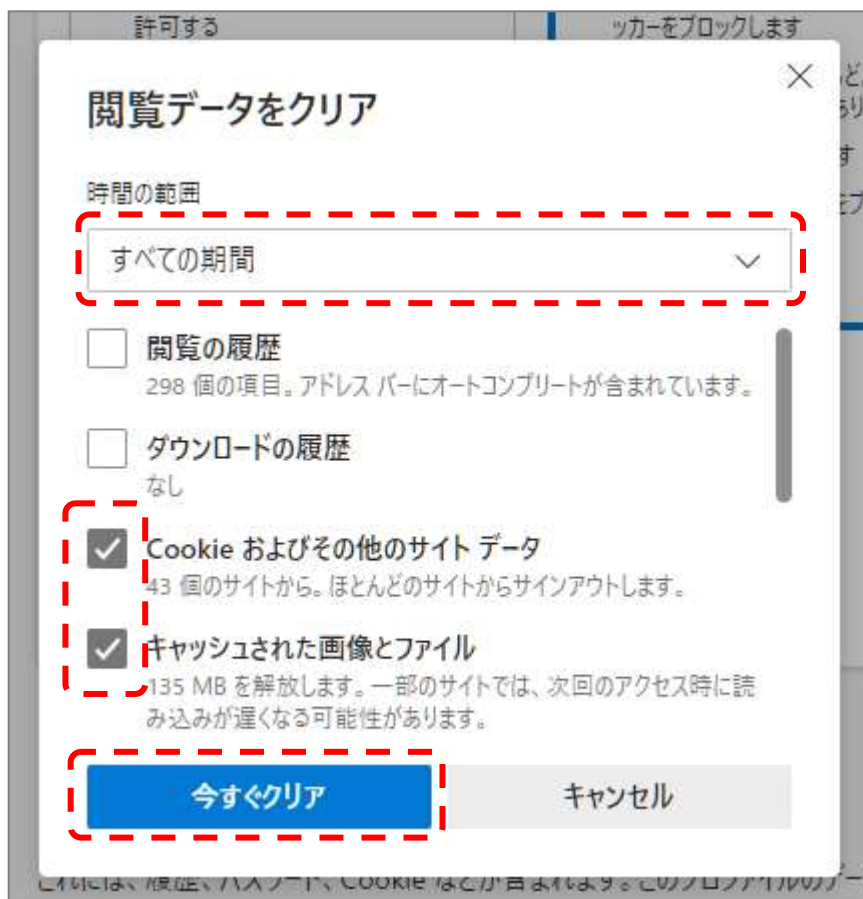 許可する
ッカーをブロックします
閲覧データをクリア
時間の範囲
すべての期間
閲覧の履歴
298 個の項目。アドレス バーにオートコンプリートが含まれています。
ダウンロードの履歴
なし
Cookie およびその他のサイト データ
43 個のサイトから。ほとんどのサイトからサインアウトします。
キャッシュされた画像とファイル
135 MB を解放します。一部のサイトでは、次回のアクセス時に読
み込みが遅くなる可能性があります。
今すぐクリア
キャンセル
これには、履歴、パスワード、Cookie などが含まれます。このプロファイルのデー